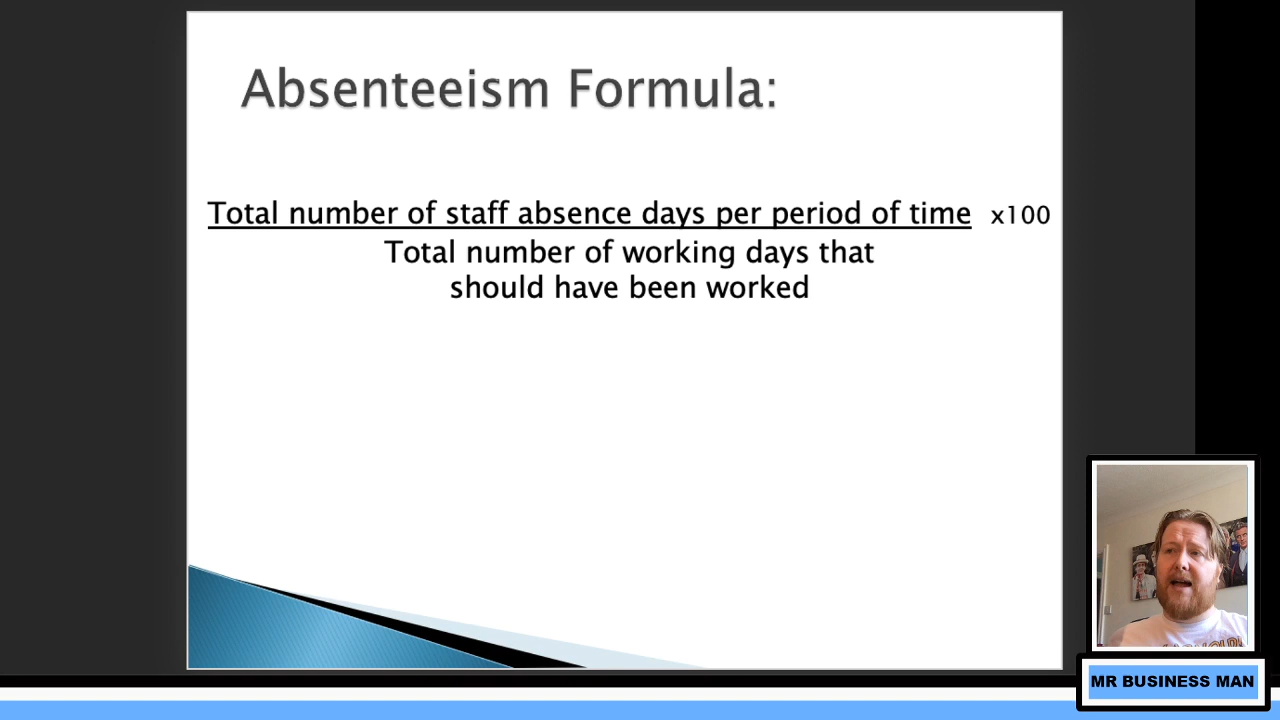 Absenteeism Formula:
Total number of staff absence days per period of time x100
Total number of working days that
should have been worked
MR BUSINESS MAN